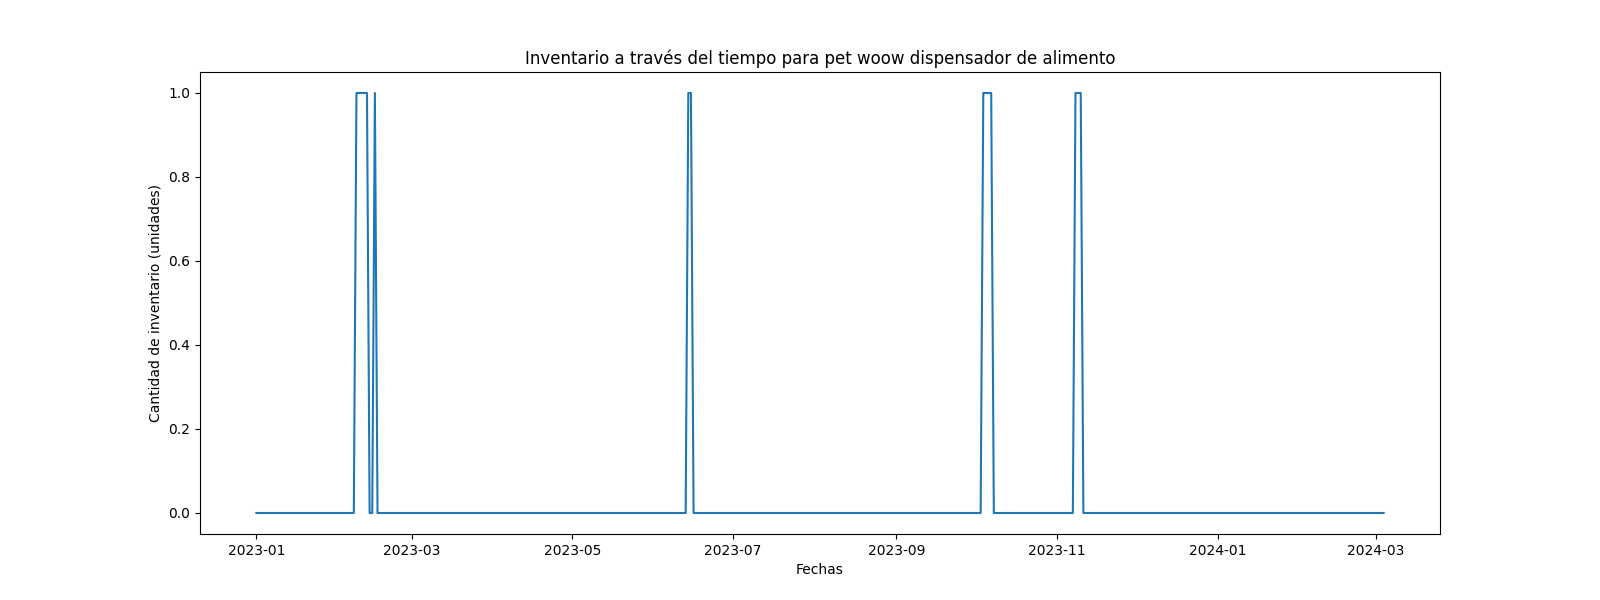 Inventario a través del tiempo para pet woow dispensador de alimento
Cantidad de inventario (unidades)
1.0
0.8
0.6
0.4
0.2
0.0
2023-01 2023-03 2023-05 2023-07 2023-09 2023-11 2024-01 2024-03
Fechas